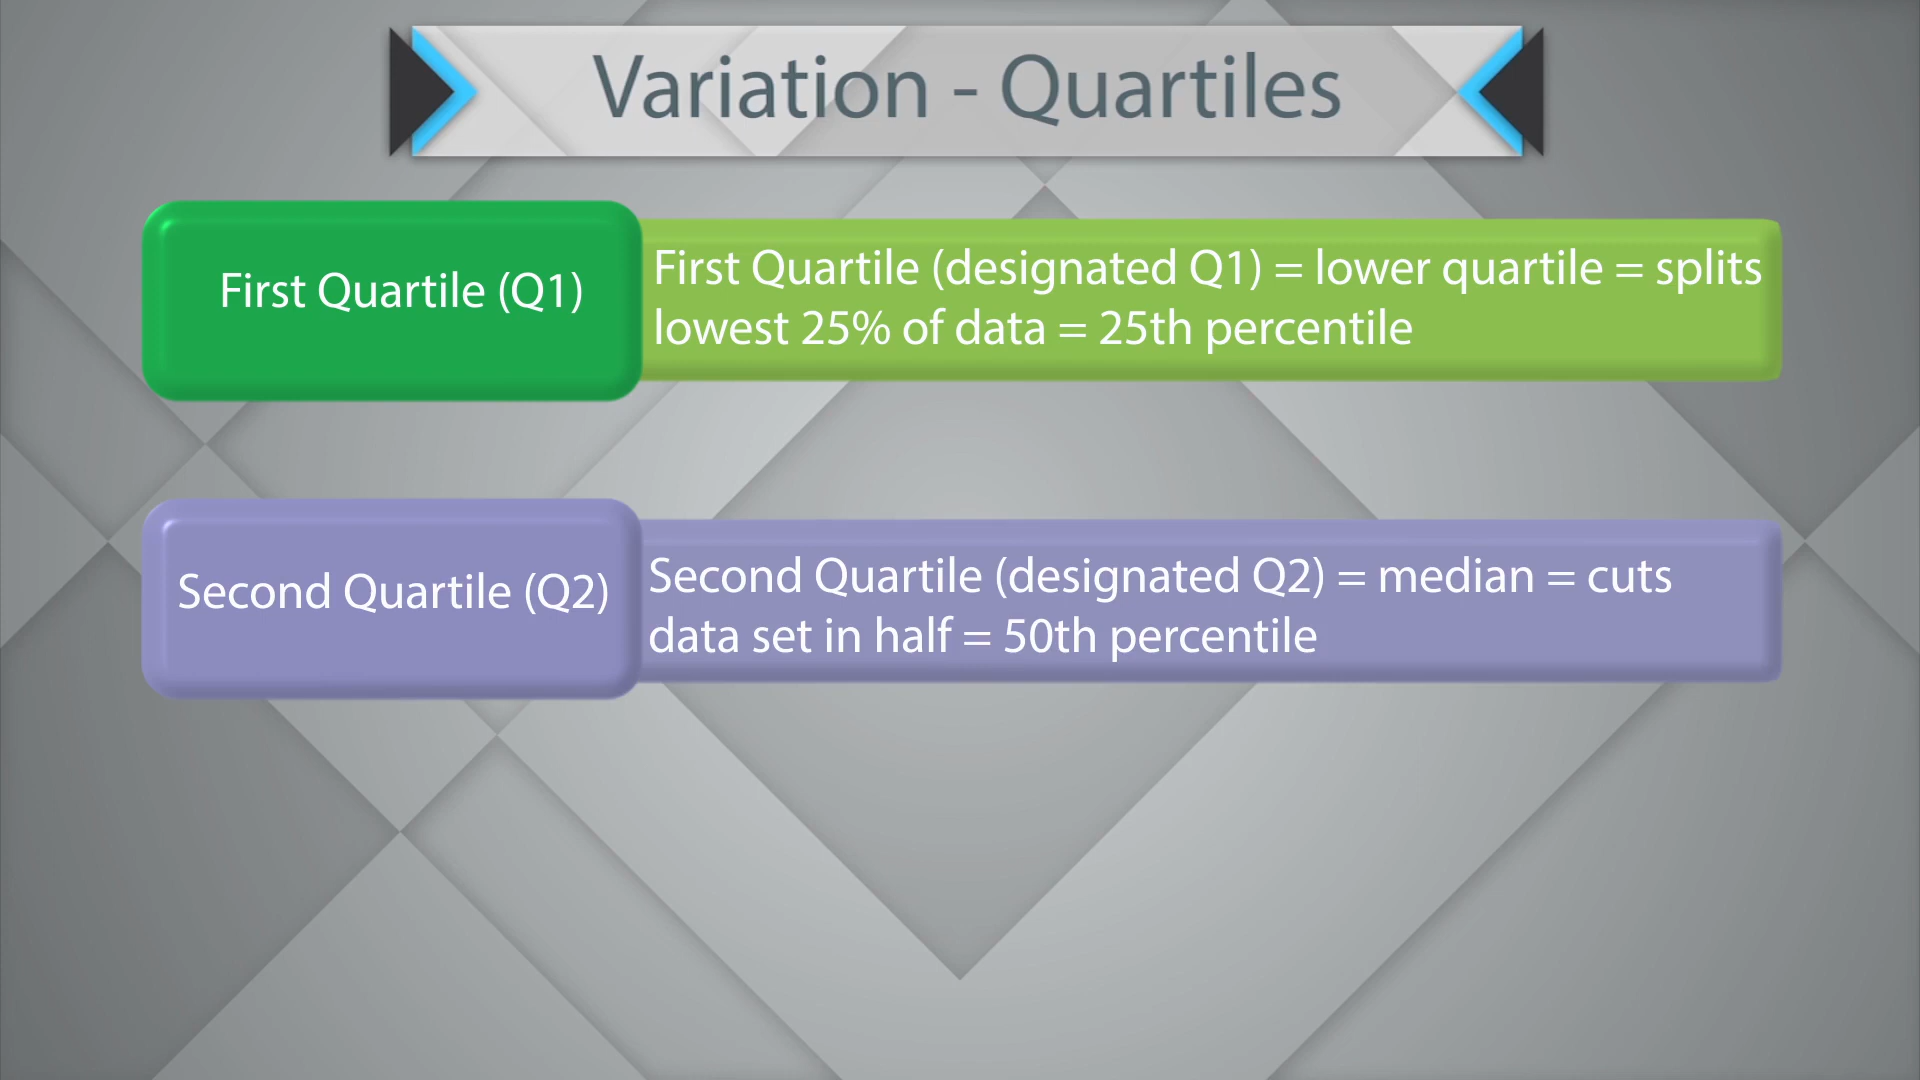 Variation - Quartiles
First Quartile (Q1)
First Quartile (designated Q1) = lower quartile = splits
lowest 25% of data = 25th percentile
Second Quartile (Q2)
Second Quartile (designated Q2) = median = cuts
data set in half = 50th percentile